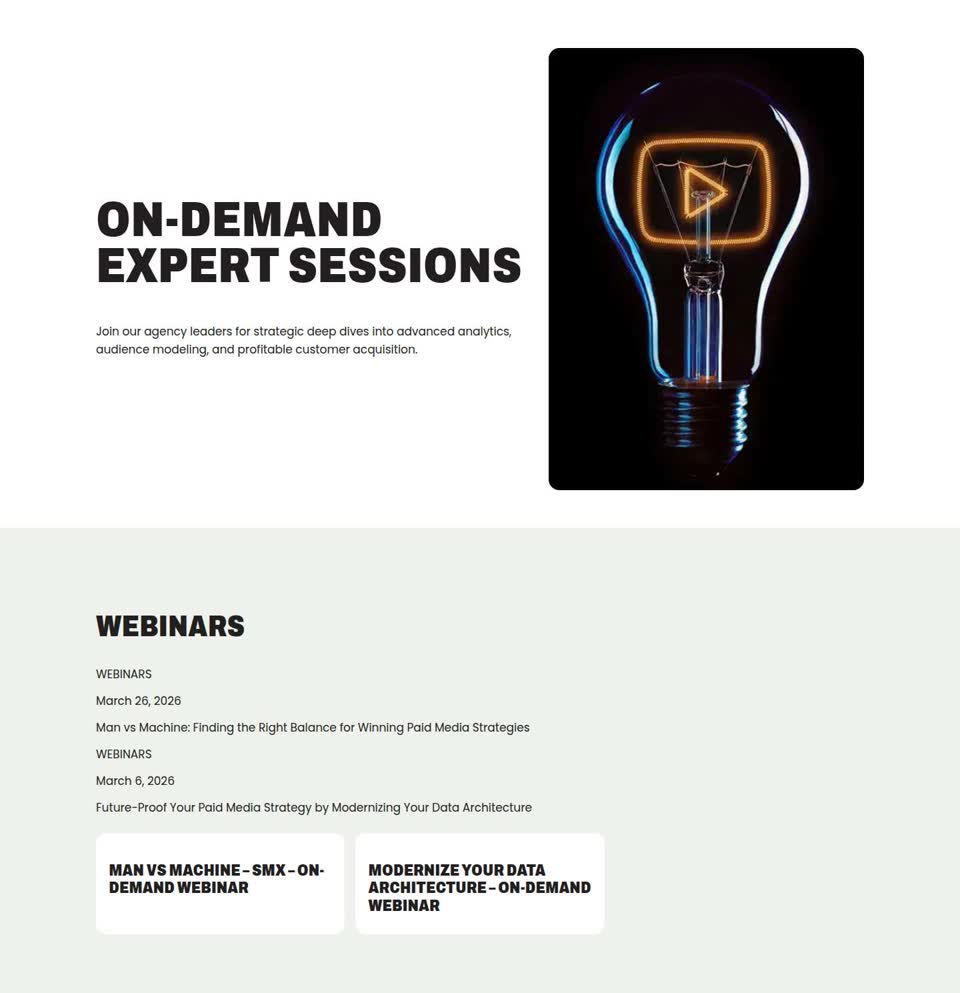 ON-DEMAND
EXPERT SESSIONS
Join our agency leaders for strategic deep dives into advanced analytics,
audience modeling, and profitable customer acquisition.
WEBINARS
WEBINARS
March 26, 2026
Man vs Machine: Finding the Right Balance for Winning Paid Media Strategies
WEBINARS
March 6, 2026
Future-Proof Your Paid Media Strategy by Modernizing Your Data Architecture
MAN VS MACHINE – SMX – ON-
DEMAND WEBINAR
MODERNIZE YOUR DATA
ARCHITECTURE – ON-DEMAND
WEBINAR